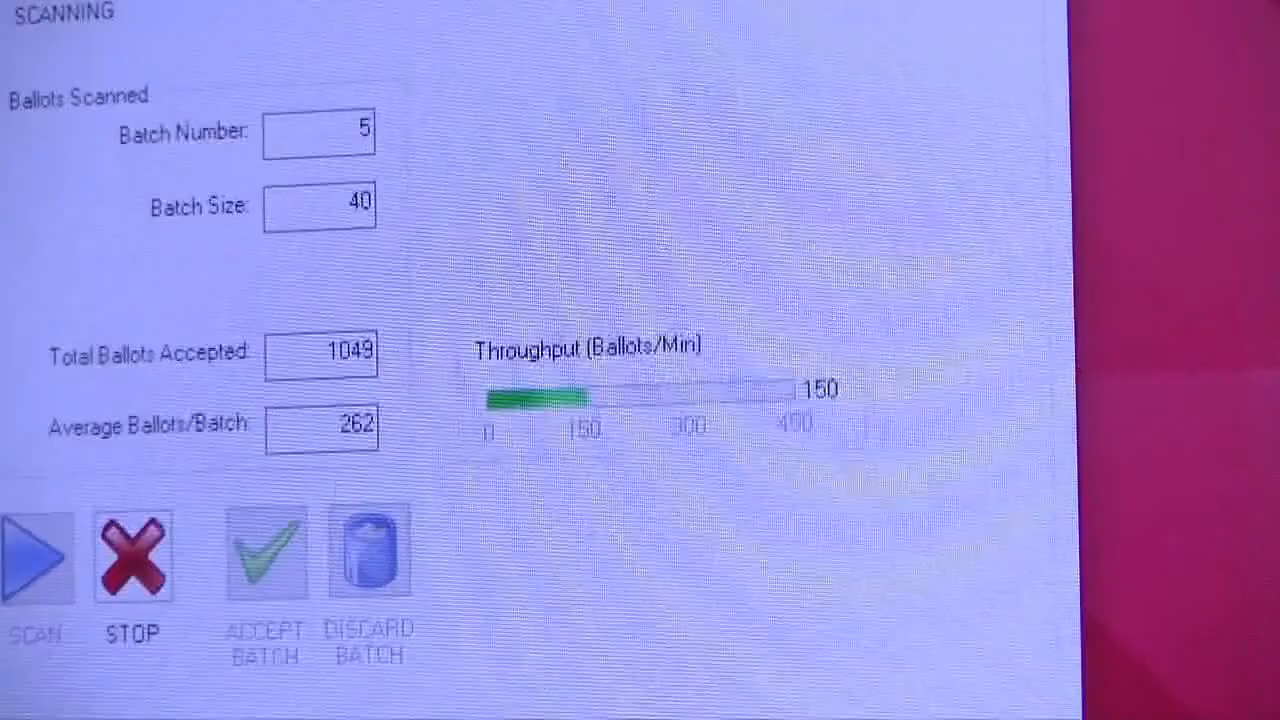 SCANNING
Ballots Scanned
Batch Number: 5
Batch Size: 40
Total Ballots Accepted: 1049
Average Ballots/Batch: 262
Throughput (Ballots/Min)
150
0 150 300 450
SCAN
STOP
ACCEPT
BATCH
DISCARD
BATCH